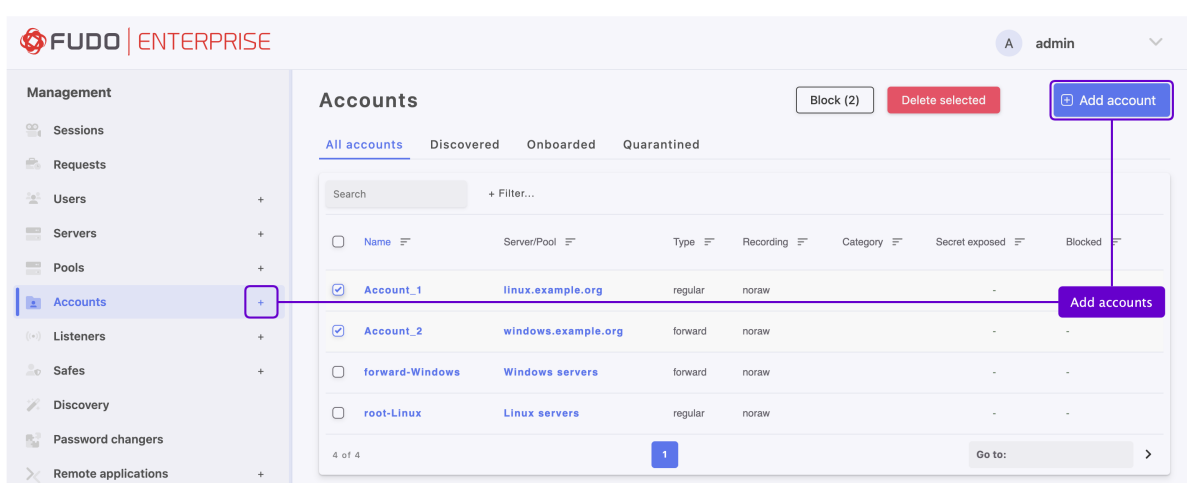 FUDO ENTERPRISE
A admin
Management
Sessions
Requests
Users +
Servers +
Pools +
Accounts +
Listeners +
Safes +
Discovery
Password changers
Remote applications +
Accounts
Block (2) Delete selected Add account
All accounts Discovered Onboarded Quarantined
Search + Filter...
Name Server/Pool Type Recording Category Secret exposed Blocked
Account_1 linux.example.org regular noraw -
Add accounts
Account_2 windows.example.org forward noraw - -
forward-Windows Windows servers forward noraw - -
root-Linux Linux servers regular noraw - -
4 of 4 1 Go to: